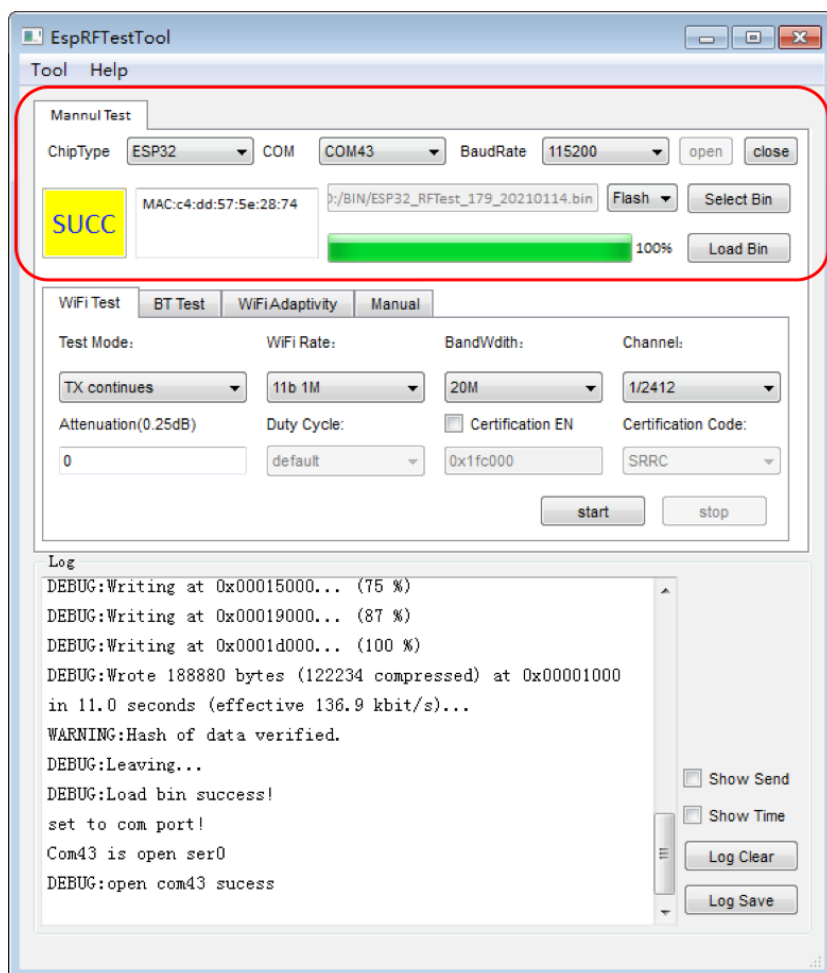 EspRFTestTool
Tool Help
Mannul Test
ChipType ESP32 COM COM43 BaudRate 115200 open close
SUCC MAC:c4:dd:57:5e:28:74 :/BIN/ESP32_RFTest_179_20210114.bin Flash Select Bin
100% Load Bin
WiFi Test BT Test WiFi Adaptivity Manual
Test Mode: WiFi Rate: BandWdith: Channel:
TX continues 11b 1M 20M 1/2412
Attenuation(0.25dB) Duty Cycle: Certification EN Certification Code:
0 default 0x1fc000 SRRC
start stop
Log
DEBUG:Writing at 0x00015000... (75 %)
DEBUG:Writing at 0x00019000... (87 %)
DEBUG:Writing at 0x0001d000... (100 %)
DEBUG:Wrote 188880 bytes (122234 compressed) at 0x00001000
in 11.0 seconds (effective 136.9 kbit/s)...
WARNING:Hash of data verified.
DEBUG:Leaving...
DEBUG:Load bin success!
set to com port!
Com43 is open ser0
DEBUG:open com43 sucess
Show Send
Show Time
Log Clear
Log Save